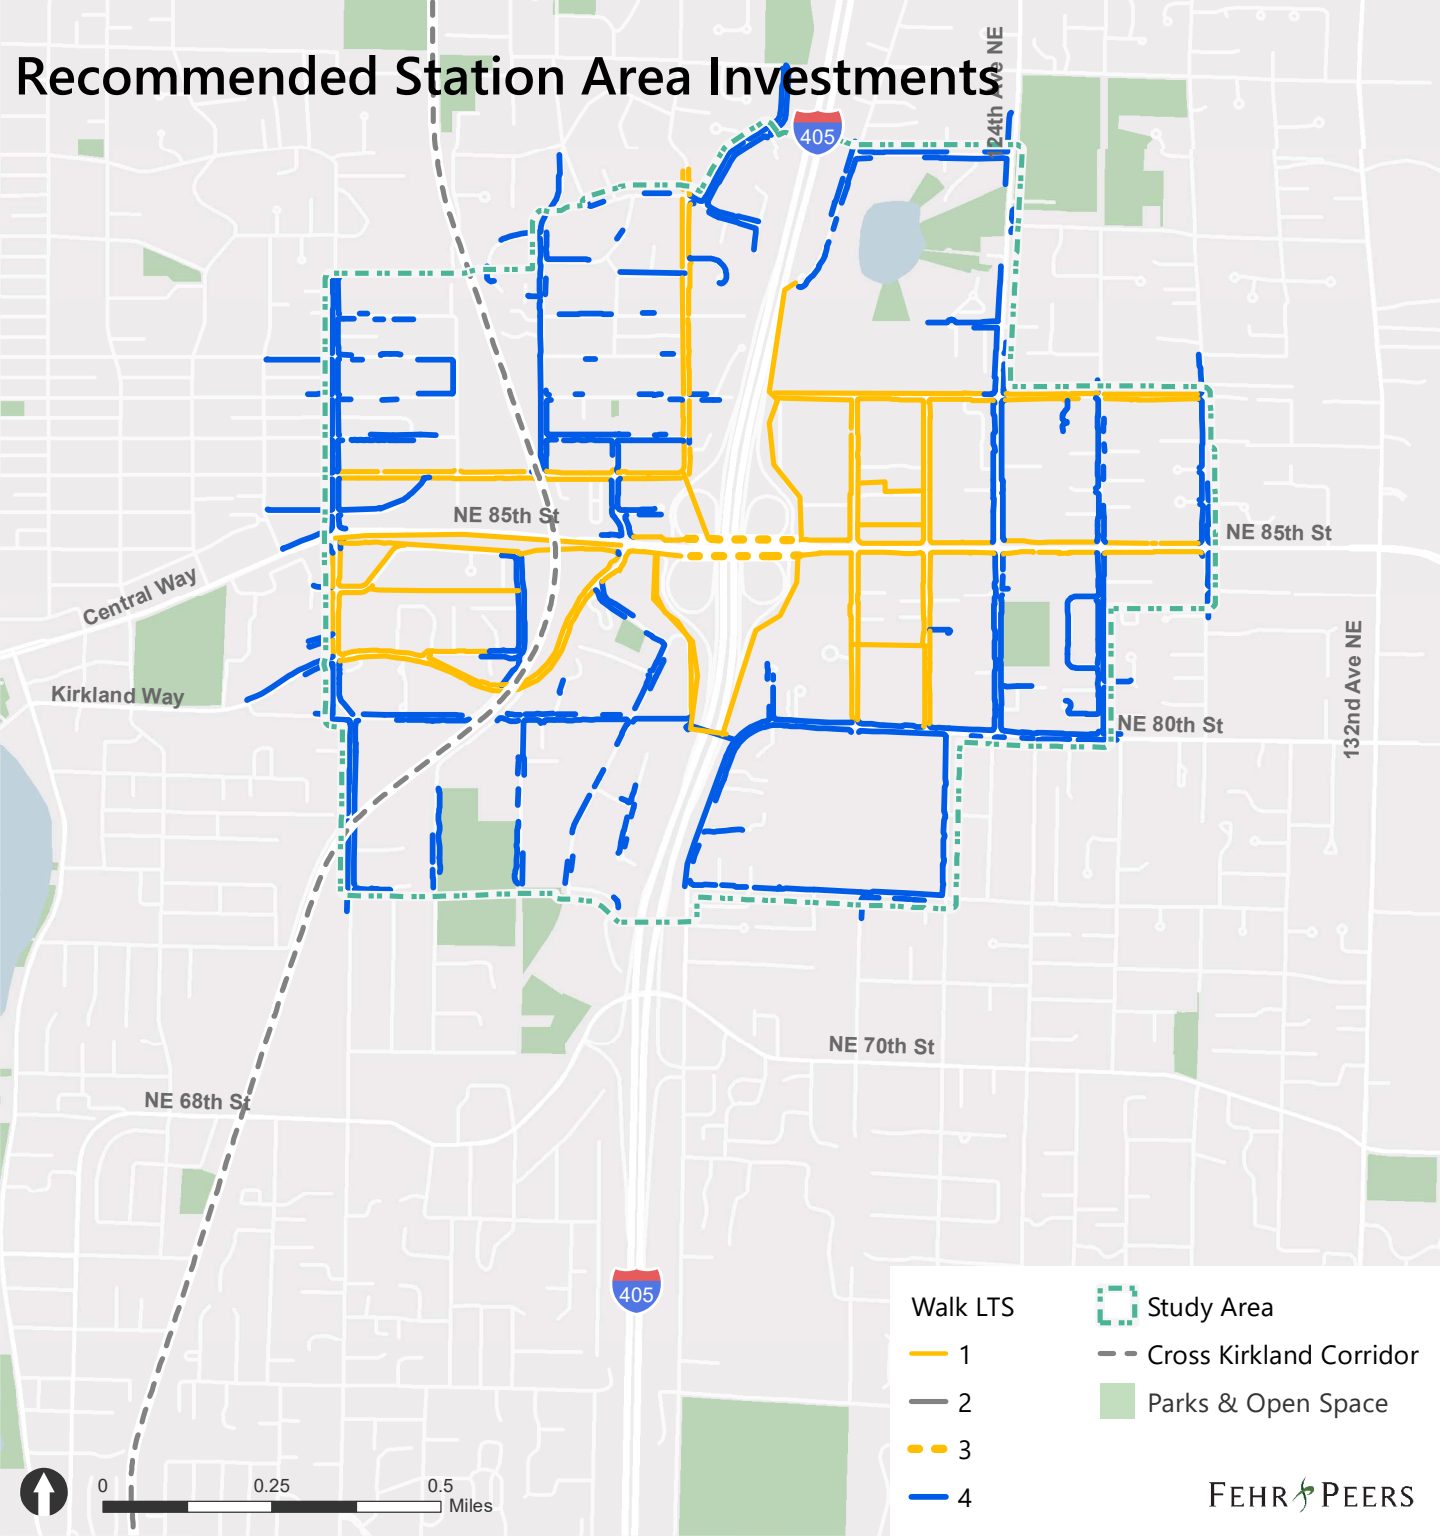 Recommended Station Area Investments
124th Ave NE
405
NE 85th St
NE 85th St
Central Way
Kirkland Way
NE 80th St
132nd Ave NE
NE 70th St
NE 68th St
405
Walk LTS
1
2
3
4
Study Area
Cross Kirkland Corridor
Parks & Open Space
0 0.25 0.5
Miles
FEHR PEERS